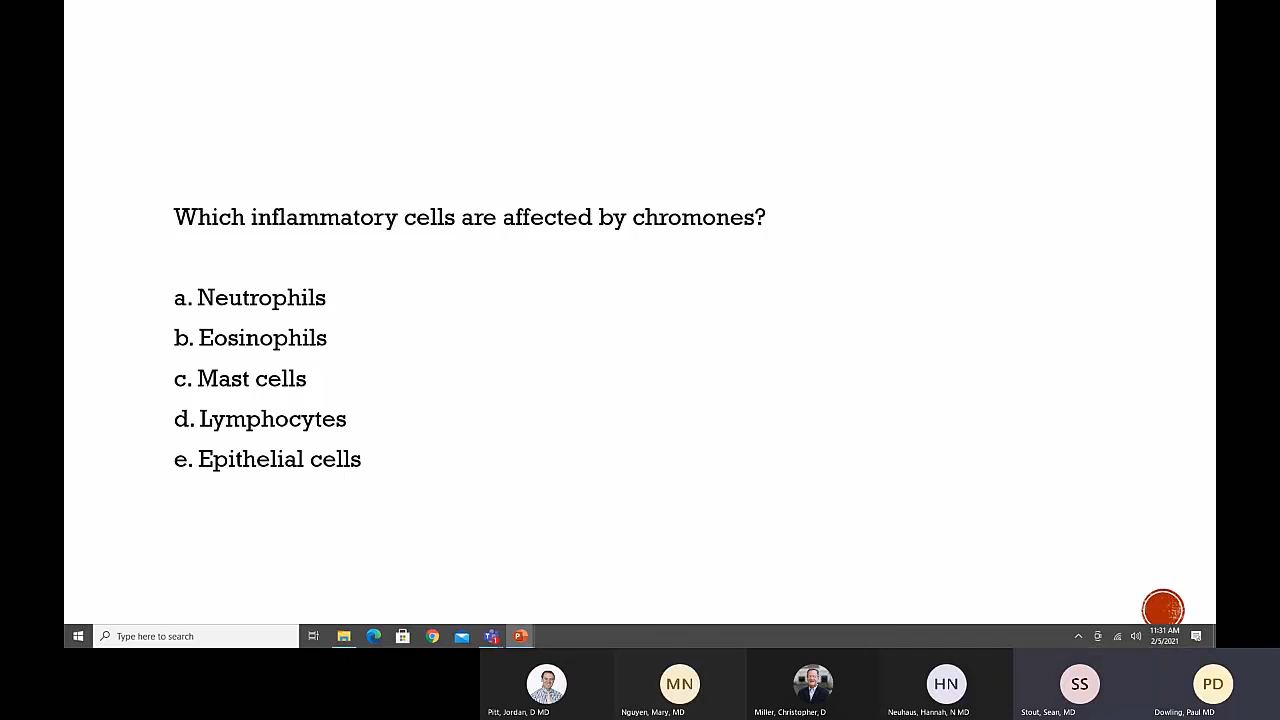 Which inflammatory cells are affected by chromones?
a. Neutrophils
b. Eosinophils
c. Mast cells
d. Lymphocytes
e. Epithelial cells
Type here to search
11:31 AM
2/5/2021
MN
HN
SS
PD
Pitt, Jordan, D MD
Nguyen, Mary, MD
Miller, Christopher, D
Neuhaus, Hannah, N MD
Stout, Sean, MD
Dowling, Paul MD